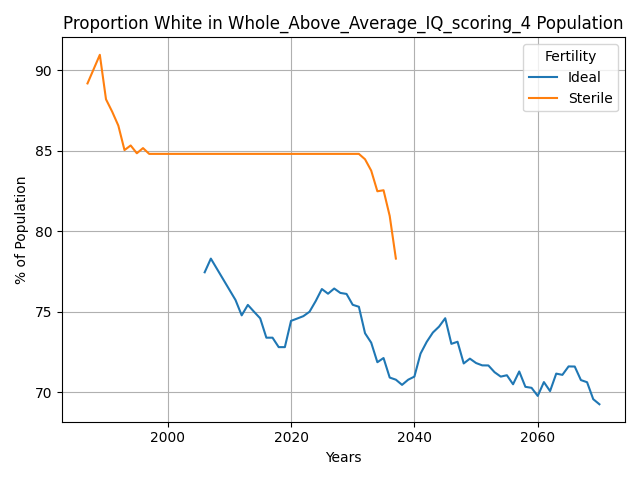 Proportion White in Whole_Above_Average_IQ_scoring_4 Population
Fertility
Ideal
Sterile
90
85
80
75
70
% of Population
2000
2020
2040
2060
Years